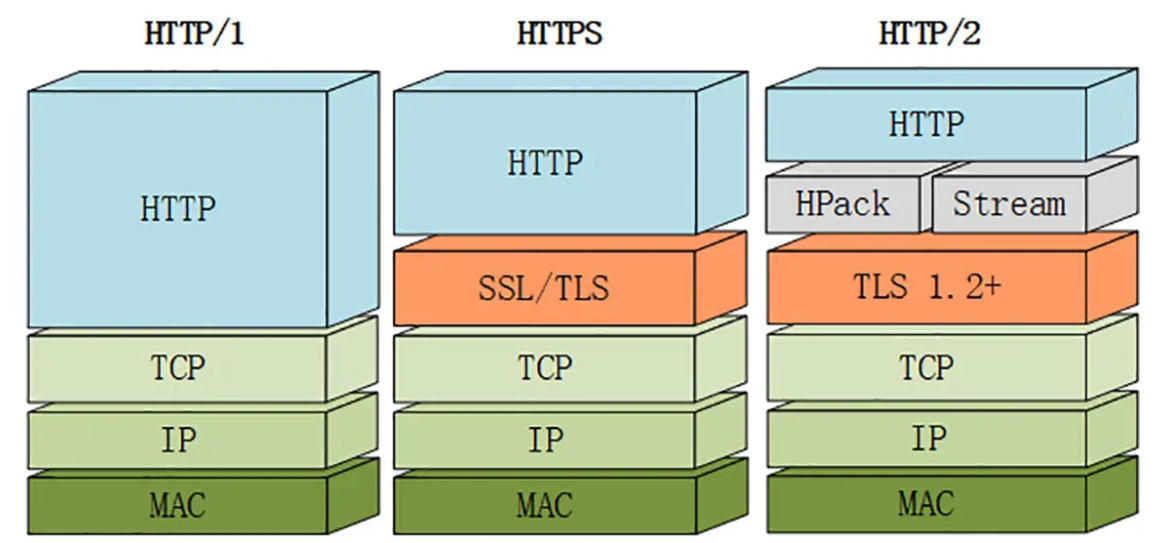 HTTP/1
HTTP
TCP
IP
MAC
HTTPS
HTTP
SSL/TLS
TCP
IP
MAC
HTTP/2
HTTP
HPack Stream
TLS 1.2+
TCP
IP
MAC